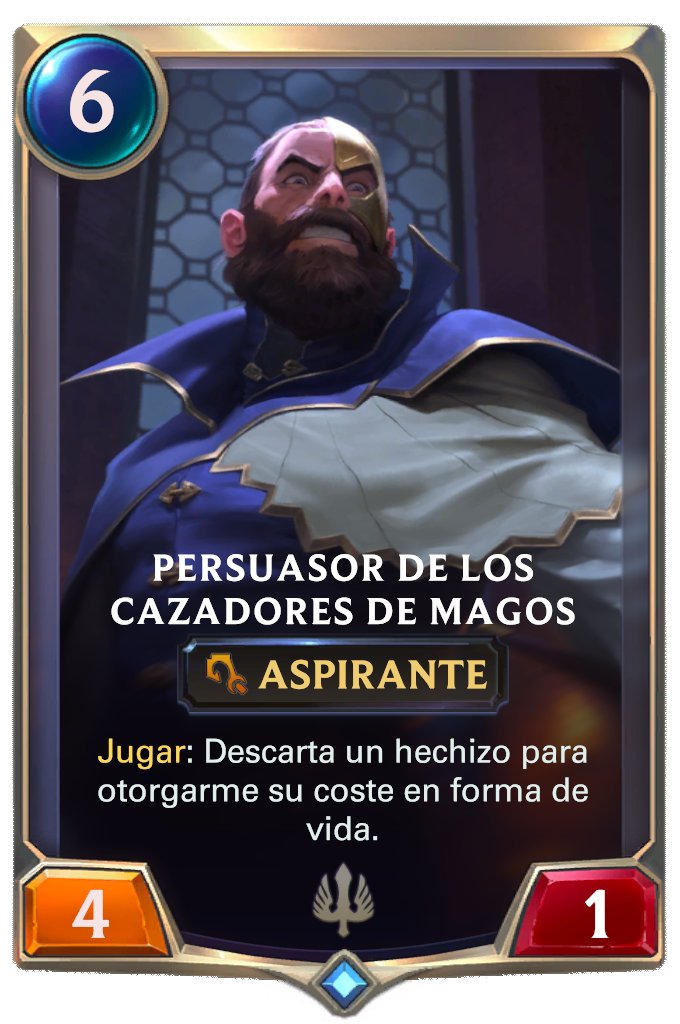 6
PERSUASOR DE LOS
CAZADORES DE MAGOS
ASPIRANTE
Jugar: Descarta un hechizo para
otorgarme su coste en forma de
vida.
4
1